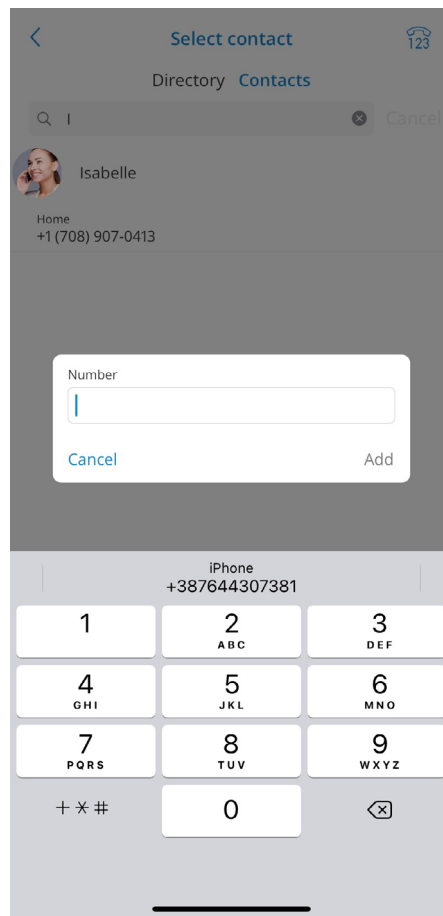 Select contact
123
Directory Contacts
I Cancel
Isabelle
Home
+1 (708) 907-0413
Number
Cancel Add
iPhone
+387644307381
1 2 3
ABC DEF
4 5 6
GHI JKL MNO
7 8 9
PQRS TUV WXYZ
+ * # 0